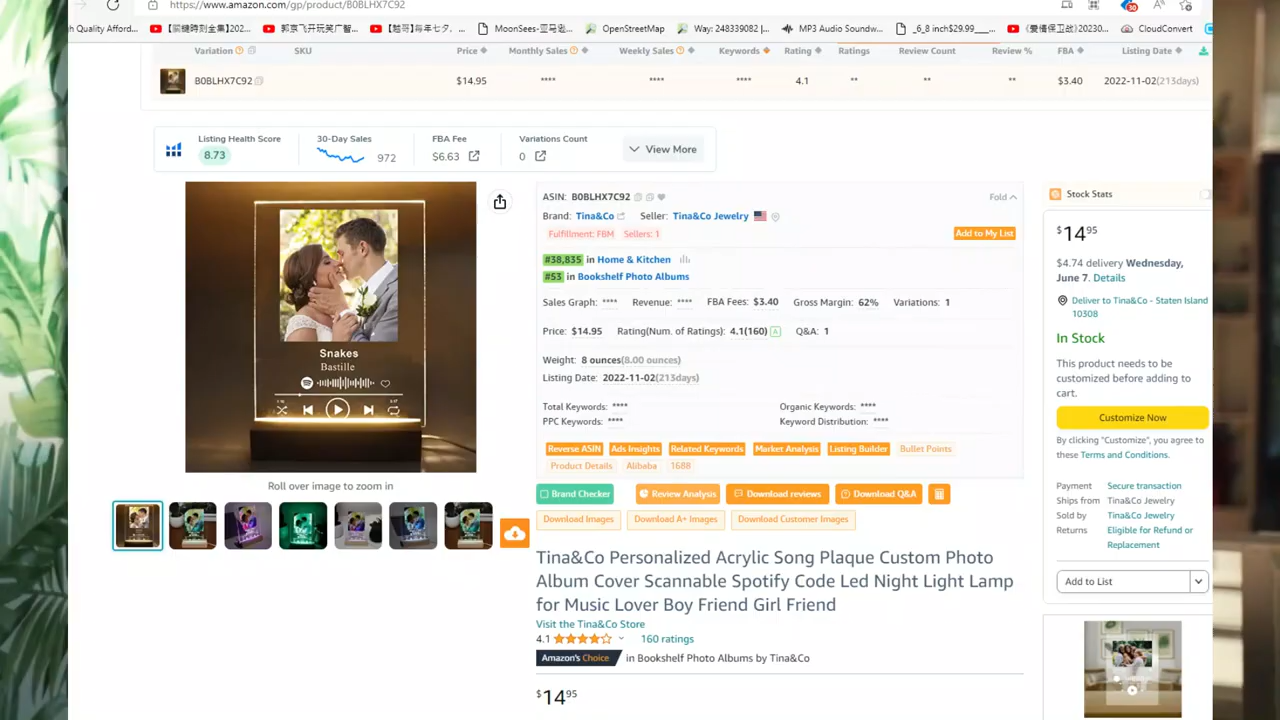 https://www.amazon.com/gp/product/B0BLHX7C92
h Quality Afford...
MoonSees-亚马逊...
OpenStreetMap
Way: 248339082 |...
MP3 Audio Soundw...
_6_8 inch$29.99___...
《愛情保卫战》20230...
CloudConvert
Variation
SKU
Price
Monthly Sales
Weekly Sales
Keywords
Rating
Ratings
Review Count
Review %
FBA
Listing Date
B0BLHX7C92
$14.95
****
****
****
4.1
**
**
**
$3.40
2022-11-02(213days)
Listing Health Score
8.73
30-Day Sales
972
FBA Fee
$6.63
Variations Count
0
View More
Snakes
Bastille
Roll over image to zoom in
ASIN: B0BLHX7C92
Fold
Brand: Tina&Co
Seller: Tina&Co Jewelry
Fulfillment: FBM
Sellers: 1
Add to My List
#38,835 in Home & Kitchen
#53 in Bookshelf Photo Albums
Sales Graph: ****
Revenue: ****
FBA Fees: $3.40
Gross Margin: 62%
Variations: 1
Price: $14.95
Rating(Num. of Ratings): 4.1(160) A
Q&A: 1
Weight: 8 ounces(8.00 ounces)
Listing Date: 2022-11-02(213days)
Total Keywords: ****
Organic Keywords: ****
PPC Keywords: ****
Keyword Distribution: ****
Reverse ASIN
Ads Insights
Related Keywords
Market Analysis
Listing Builder
Bullet Points
Product Details
Alibaba
1688
Brand Checker
Review Analysis
Download reviews
Download Q&A
Download Images
Download A+ Images
Download Customer Images
Tina&Co Personalized Acrylic Song Plaque Custom Photo
Album Cover Scannable Spotify Code Led Night Light Lamp
for Music Lover Boy Friend Girl Friend
Visit the Tina&Co Store
4.1
160 ratings
Amazon's Choice
in Bookshelf Photo Albums by Tina&Co
$1495
Stock Stats
$1495
$4.74 delivery Wednesday,
June 7. Details
Deliver to Tina&Co - Staten Island
10308
In Stock
This product needs to be
customized before adding to
cart.
Customize Now
By clicking "Customize", you agree to
these Terms and Conditions.
Payment
Secure transaction
Ships from
Tina&Co Jewelry
Sold by
Tina&Co Jewelry
Returns
Eligible for Refund or
Replacement
Add to List